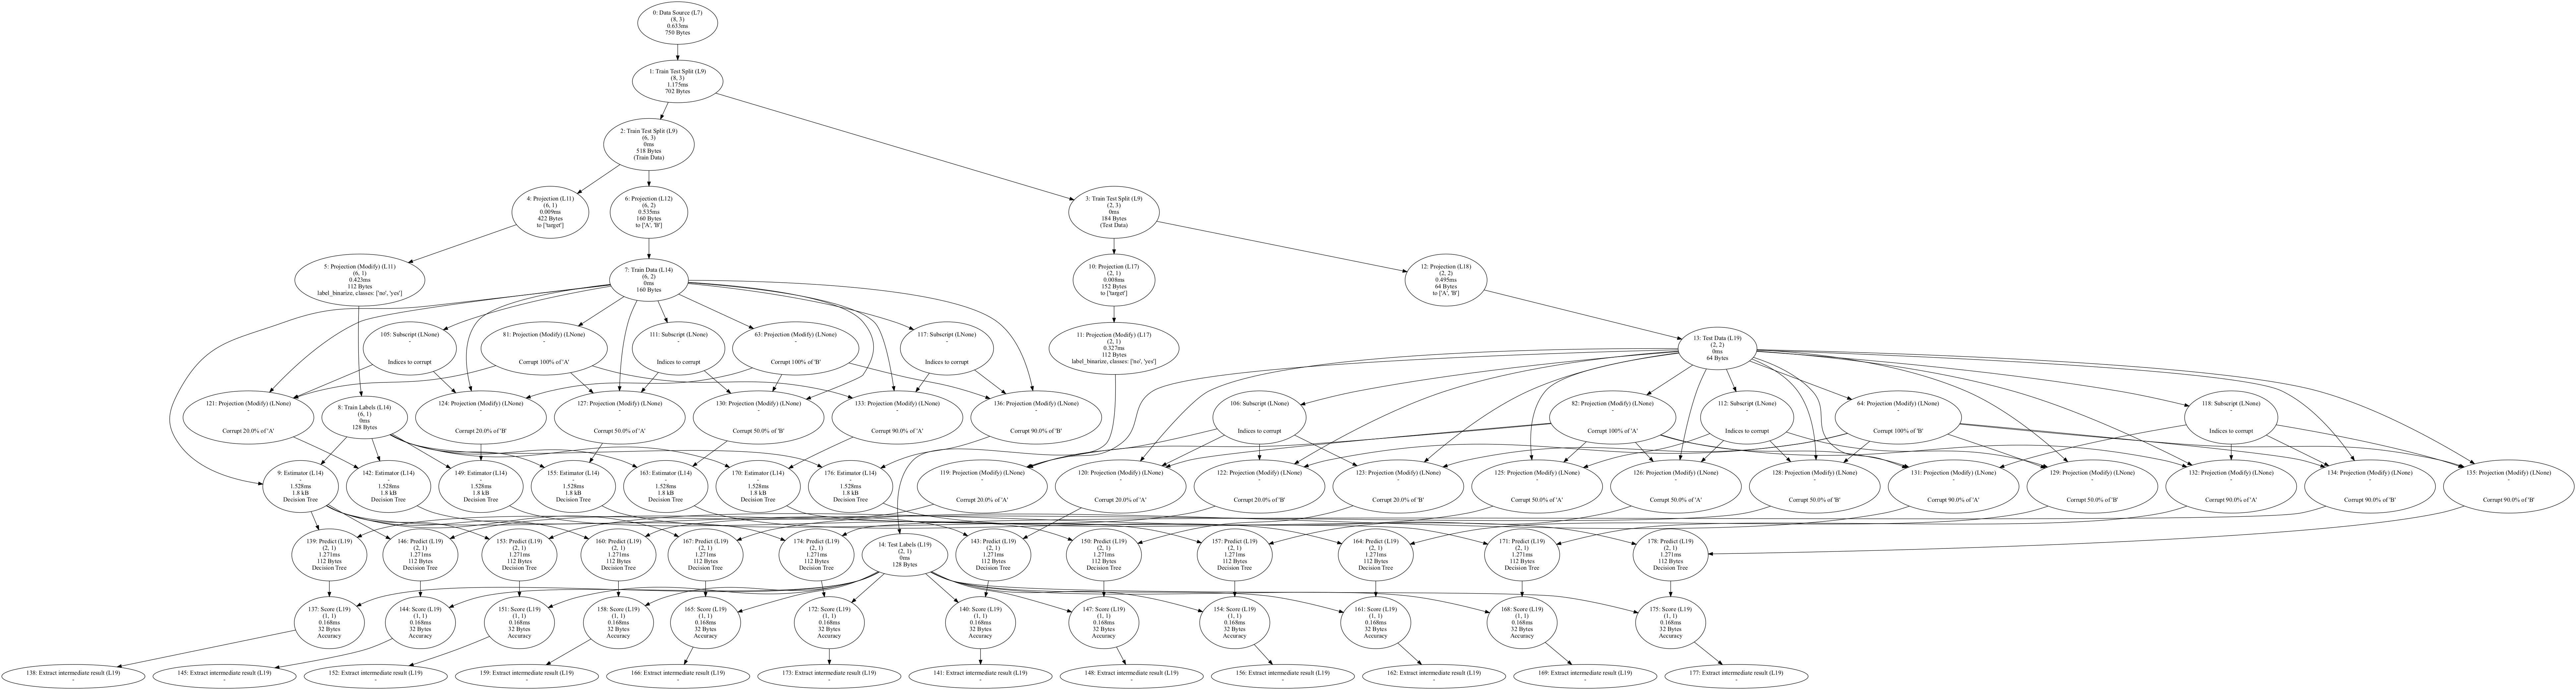 0: Data Source (L7)
(8, 3)
0.633ms
750 Bytes
1: Train Test Split (L9)
(8, 3)
1.175ms
702 Bytes
2: Train Test Split (L9)
(6, 3)
0ms
518 Bytes
(Train Data)
4: Projection (L11)
(6, 1)
0.009ms
422 Bytes
to ['target']
6: Projection (L12)
(6, 2)
0.535ms
160 Bytes
to ['A', 'B']
3: Train Test Split (L9)
(2, 3)
0ms
184 Bytes
(Test Data)
5: Projection (Modify) (L11)
(6, 1)
0.423ms
112 Bytes
label_binarize, classes: ['no', 'yes']
7: Train Data (L14)
(6, 2)
0ms
160 Bytes
10: Projection (L17)
(2, 1)
0.008ms
152 Bytes
to ['target']
12: Projection (L18)
(2, 2)
0.495ms
64 Bytes
to ['A', 'B']
105: Subscript (LNone)
-
Indices to corrupt
81: Projection (Modify) (LNone)
-
Corrupt 100% of 'A'
111: Subscript (LNone)
-
Indices to corrupt
63: Projection (Modify) (LNone)
-
Corrupt 100% of 'B'
117: Subscript (LNone)
-
Indices to corrupt
11: Projection (Modify) (L17)
(2, 1)
0.327ms
112 Bytes
label_binarize, classes: ['no', 'yes']
13: Test Data (L19)
(2, 2)
0ms
64 Bytes
121: Projection (Modify) (LNone)
-
Corrupt 20.0% of 'A'
8: Train Labels (L14)
(6, 1)
0ms
128 Bytes
124: Projection (Modify) (LNone)
-
Corrupt 20.0% of 'B'
127: Projection (Modify) (LNone)
-
Corrupt 50.0% of 'A'
130: Projection (Modify) (LNone)
-
Corrupt 50.0% of 'B'
133: Projection (Modify) (LNone)
-
Corrupt 90.0% of 'A'
136: Projection (Modify) (LNone)
-
Corrupt 90.0% of 'B'
106: Subscript (LNone)
-
Indices to corrupt
82: Projection (Modify) (LNone)
-
Corrupt 100% of 'A'
112: Subscript (LNone)
-
Indices to corrupt
64: Projection (Modify) (LNone)
-
Corrupt 100% of 'B'
118: Subscript (LNone)
-
Indices to corrupt
9: Estimator (L14)
-
1.528ms
1.8 kB
Decision Tree
142: Estimator (L14)
-
1.528ms
1.8 kB
Decision Tree
149: Estimator (L14)
-
1.528ms
1.8 kB
Decision Tree
155: Estimator (L14)
-
1.528ms
1.8 kB
Decision Tree
163: Estimator (L14)
-
1.528ms
1.8 kB
Decision Tree
170: Estimator (L14)
-
1.528ms
1.8 kB
Decision Tree
176: Estimator (L14)
-
1.528ms
1.8 kB
Decision Tree
119: Projection (Modify) (LNone)
-
Corrupt 20.0% of 'A'
120: Projection (Modify) (LNone)
-
Corrupt 20.0% of 'A'
122: Projection (Modify) (LNone)
-
Corrupt 20.0% of 'B'
123: Projection (Modify) (LNone)
-
Corrupt 20.0% of 'B'
125: Projection (Modify) (LNone)
-
Corrupt 50.0% of 'A'
126: Projection (Modify) (LNone)
-
Corrupt 50.0% of 'A'
128: Projection (Modify) (LNone)
-
Corrupt 50.0% of 'B'
131: Projection (Modify) (LNone)
-
Corrupt 90.0% of 'A'
129: Projection (Modify) (LNone)
-
Corrupt 50.0% of 'B'
132: Projection (Modify) (LNone)
-
Corrupt 90.0% of 'A'
134: Projection (Modify) (LNone)
-
Corrupt 90.0% of 'B'
135: Projection (Modify) (LNone)
-
Corrupt 90.0% of 'B'
139: Predict (L19)
(2, 1)
1.271ms
112 Bytes
Decision Tree
146: Predict (L19)
(2, 1)
1.271ms
112 Bytes
Decision Tree
153: Predict (L19)
(2, 1)
1.271ms
112 Bytes
Decision Tree
160: Predict (L19)
(2, 1)
1.271ms
112 Bytes
Decision Tree
167: Predict (L19)
(2, 1)
1.271ms
112 Bytes
Decision Tree
174: Predict (L19)
(2, 1)
1.271ms
112 Bytes
Decision Tree
14: Test Labels (L19)
(2, 1)
0ms
128 Bytes
143: Predict (L19)
(2, 1)
1.271ms
112 Bytes
Decision Tree
150: Predict (L19)
(2, 1)
1.271ms
112 Bytes
Decision Tree
157: Predict (L19)
(2, 1)
1.271ms
112 Bytes
Decision Tree
164: Predict (L19)
(2, 1)
1.271ms
112 Bytes
Decision Tree
171: Predict (L19)
(2, 1)
1.271ms
112 Bytes
Decision Tree
178: Predict (L19)
(2, 1)
1.271ms
112 Bytes
Decision Tree
137: Score (L19)
(1, 1)
0.168ms
32 Bytes
Accuracy
144: Score (L19)
(1, 1)
0.168ms
32 Bytes
Accuracy
151: Score (L19)
(1, 1)
0.168ms
32 Bytes
Accuracy
158: Score (L19)
(1, 1)
0.168ms
32 Bytes
Accuracy
165: Score (L19)
(1, 1)
0.168ms
32 Bytes
Accuracy
172: Score (L19)
(1, 1)
0.168ms
32 Bytes
Accuracy
140: Score (L19)
(1, 1)
0.168ms
32 Bytes
Accuracy
147: Score (L19)
(1, 1)
0.168ms
32 Bytes
Accuracy
154: Score (L19)
(1, 1)
0.168ms
32 Bytes
Accuracy
161: Score (L19)
(1, 1)
0.168ms
32 Bytes
Accuracy
168: Score (L19)
(1, 1)
0.168ms
32 Bytes
Accuracy
175: Score (L19)
(1, 1)
0.168ms
32 Bytes
Accuracy
138: Extract intermediate result (L19)
-
145: Extract intermediate result (L19)
-
152: Extract intermediate result (L19)
-
159: Extract intermediate result (L19)
-
166: Extract intermediate result (L19)
-
173: Extract intermediate result (L19)
-
141: Extract intermediate result (L19)
-
148: Extract intermediate result (L19)
-
156: Extract intermediate result (L19)
-
162: Extract intermediate result (L19)
-
169: Extract intermediate result (L19)
-
177: Extract intermediate result (L19)
-